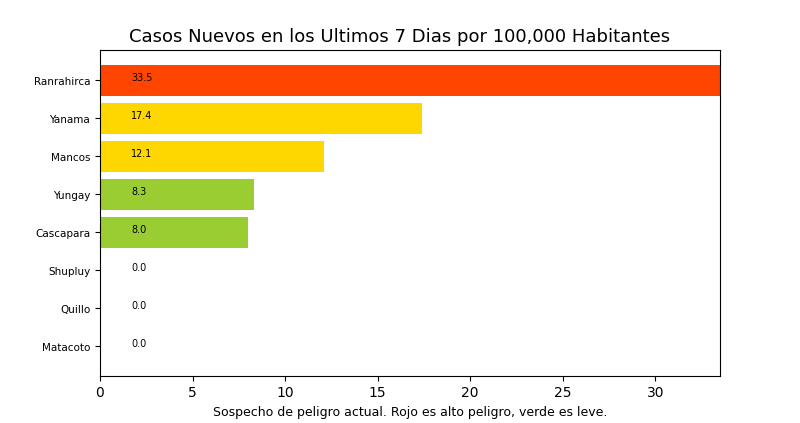 Casos Nuevos en los Ultimos 7 Dias por 100,000 Habitantes
Ranrahirca 33.5
Yanama 17.4
Mancos 12.1
Yungay 8.3
Cascapara 8.0
Shupluy 0.0
Quillo 0.0
Matacoto 0.0
0 5 10 15 20 25 30
Sospecho de peligro actual. Rojo es alto peligro, verde es leve.